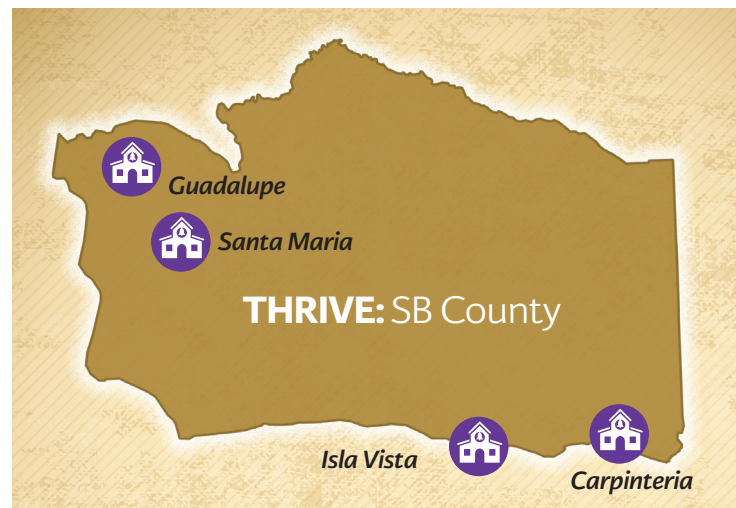 Guadalupe
Santa Maria
THRIVE: SB County
Isla Vista
Carpinteria